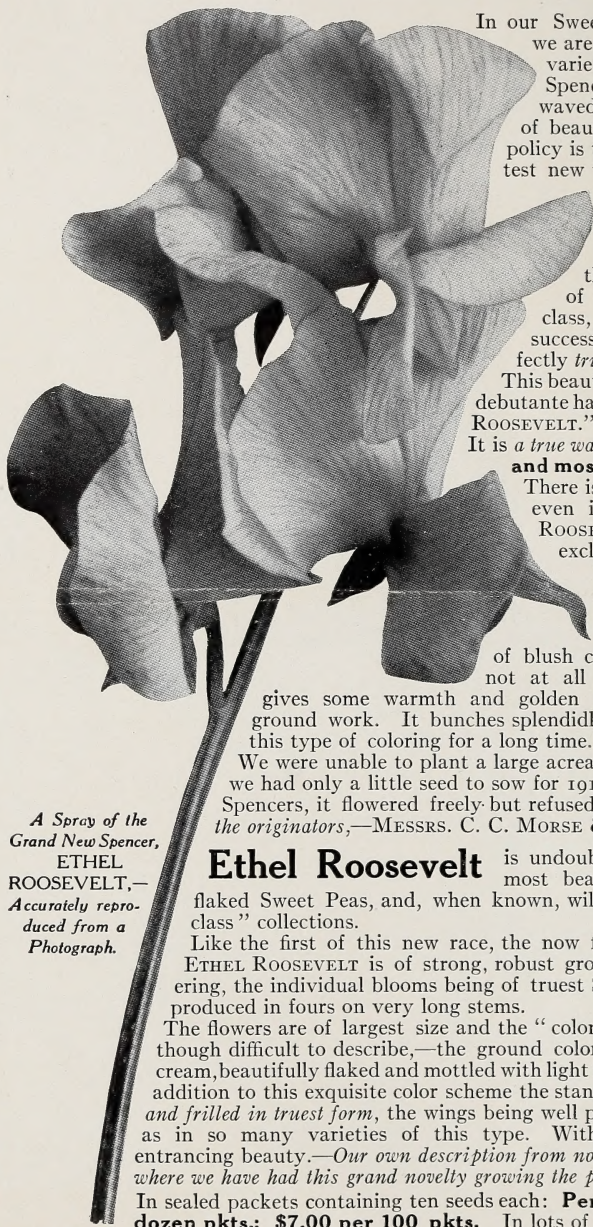 In our Swee
we are
varie
Spenc
waved
of beau
policy is
test new
th
of
class,
success
fectly tri
This beau
debutante ha
ROOSEVELT.”
It is a true wa
and mos
There is
even i
ROOSE
excl
of blush c
not at all
gives some warmth and golden
ground work. It bunches splendidl
this type of coloring for a long time.
We were unable to plant a large acrea
we had only a little seed to sow for 191
Spencers, it flowered freely but refused
the originators,—MESSRS. C. C. MORSE &
A Spray of the
Grand New Spencer,
ETHEL
ROOSEVELT,—
Accurately repro-
duced from a
Photograph.
Ethel Roosevelt is undoub
most bea
flaked Sweet Peas, and, when known, wil
class” collections.
Like the first of this new race, the now
ETHEL ROOSEVELT is of strong, robust gro
ering, the individual blooms being of truest
produced in fours on very long stems.
The flowers are of largest size and the “ color
though difficult to describe,—the ground colo
cream, beautifully flaked and mottled with light
addition to this exquisite color scheme the stan
and frilled in truest form, the wings being well p
as in so many varieties of this type. With
entrancing beauty.—Our own description from no
where we have had this grand novelty growing the p
In sealed packets containing ten seeds each: Per
dozen pkts.; $7.00 per 100 pkts. In lots of